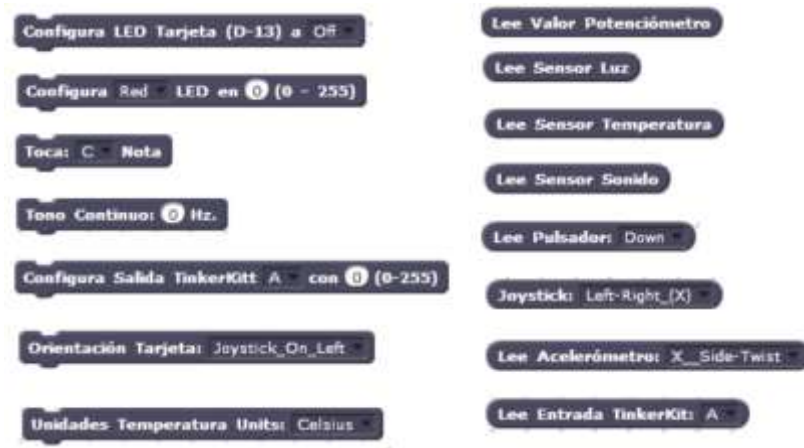 Configura LED Tarjeta (D-13) a Off
Configura Red LED en 0 (0 - 255)
Toca: C Nota
Tono Continuo: 0 Hz.
Configura Salida TinkerKitt A con 0 (0-255)
Orientación Tarjeta: Joystick_On_Left
Unidades Temperatura Units: Celsius
Lee Valor Potenciómetro
Lee Sensor Luz
Lee Sensor Temperatura
Lee Sensor Sonido
Lee Pulsador: Down
Joystick: Left-Right_(X)
Lee Acelerómetro: X__Side-Twist
Lee Entrada TinkerKit: A